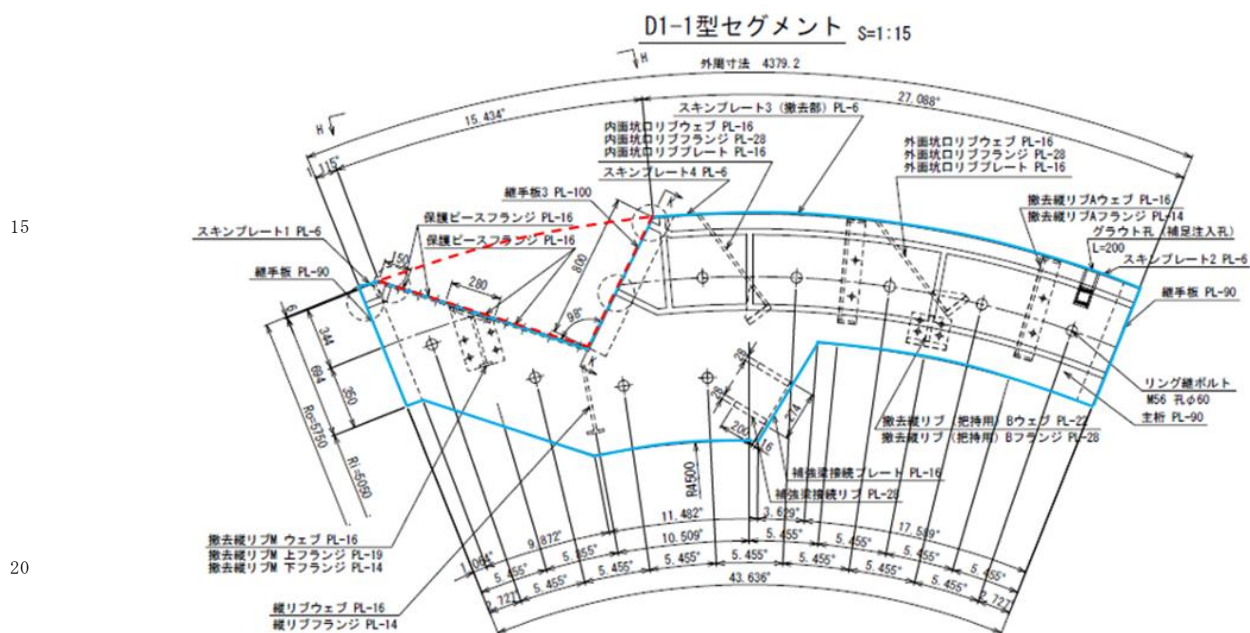 D1-1型セグメント S=1:15
外周寸法 4379.2
H
H
15.434°
27.088°
1.115°
スキンプレート3（撤去部）PL-6
内面坑口リブウェブ PL-16
内面坑口リブフランジ PL-28
内面坑口リブプレート PL-16
スキンプレート4 PL-6
外面坑口リブウェブ PL-16
外面坑口リブフランジ PL-28
外面坑口リブプレート PL-16
継手板3 PL-100
15
保護ピースフランジ PL-16
保護ピースフランジ PL-16
撤去縦リブAウェブ PL-16
撤去縦リブAフランジ PL-14
グラウト孔（補足注入孔）
L=200
スキンプレート1 PL-6
スキンプレート2 PL-6
継手板 PL-90
継手板 PL-90
150
280
800
98°
6
344
694
350
Ro=5750
Ri=5050
リング継ボルト
M56 孔φ60
主桁 PL-90
28
28
274
200
16
撤去縦リブ（把持用）Bウェブ PL-22
撤去縦リブ（把持用）Bフランジ PL-28
R4500
補強梁接続プレート PL-16
補強梁接続リブ PL-28
撤去縦リブM ウェブ PL-16
撤去縦リブM 上フランジ PL-19
撤去縦リブM 下フランジ PL-14
11.482°
3.629°
17.589°
9.872°
10.509°
1.064°
5.455°
5.455°
5.455°
5.455°
5.455°
5.455°
5.455°
5.455°
5.455°
5.455°
2.727°
43.636°
2.727°
20
縦リブウェブ PL-16
縦リブフランジ PL-14